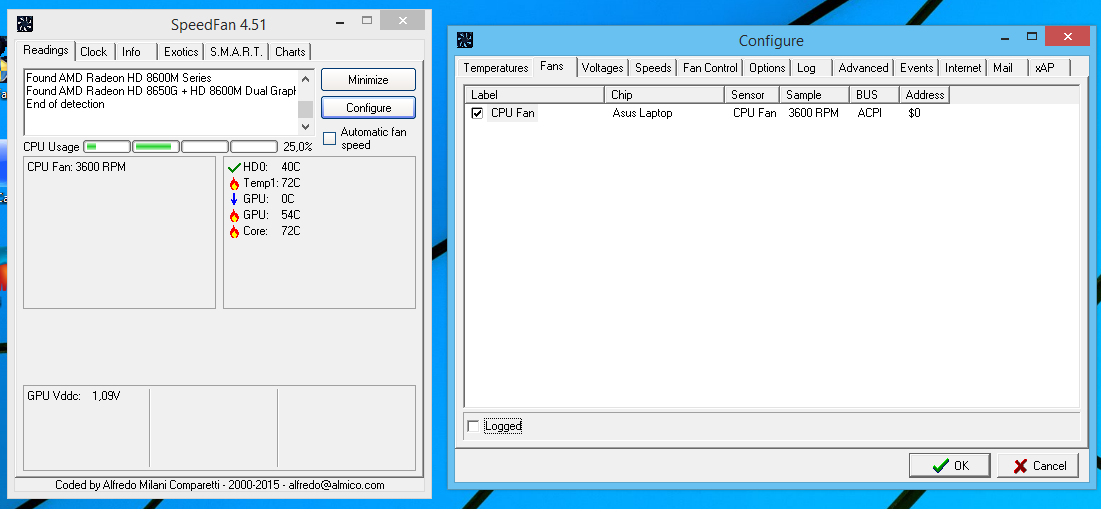 SpeedFan 4.51
Readings Clock Info Exotics S.M.A.R.T. Charts
Found AMD Radeon HD 8600M Series
Found AMD Radeon HD 8650G + HD 8600M Dual Graph
End of detection
Minimize
Configure
Automatic fan speed
CPU Usage 25,0%
CPU Fan: 3600 RPM
HD0: 40C
Temp1: 72C
GPU: 0C
GPU: 54C
Core: 72C
GPU Vddc: 1,09V
Coded by Alfredo Milani Comparetti - 2000-2015 - alfredo@almico.com
Configure
Temperatures Fans Voltages Speeds Fan Control Options Log Advanced Events Internet Mail xAP
Label Chip Sensor Sample BUS Address
CPU Fan Asus Laptop CPU Fan 3600 RPM ACPI $0
Logged
OK Cancel